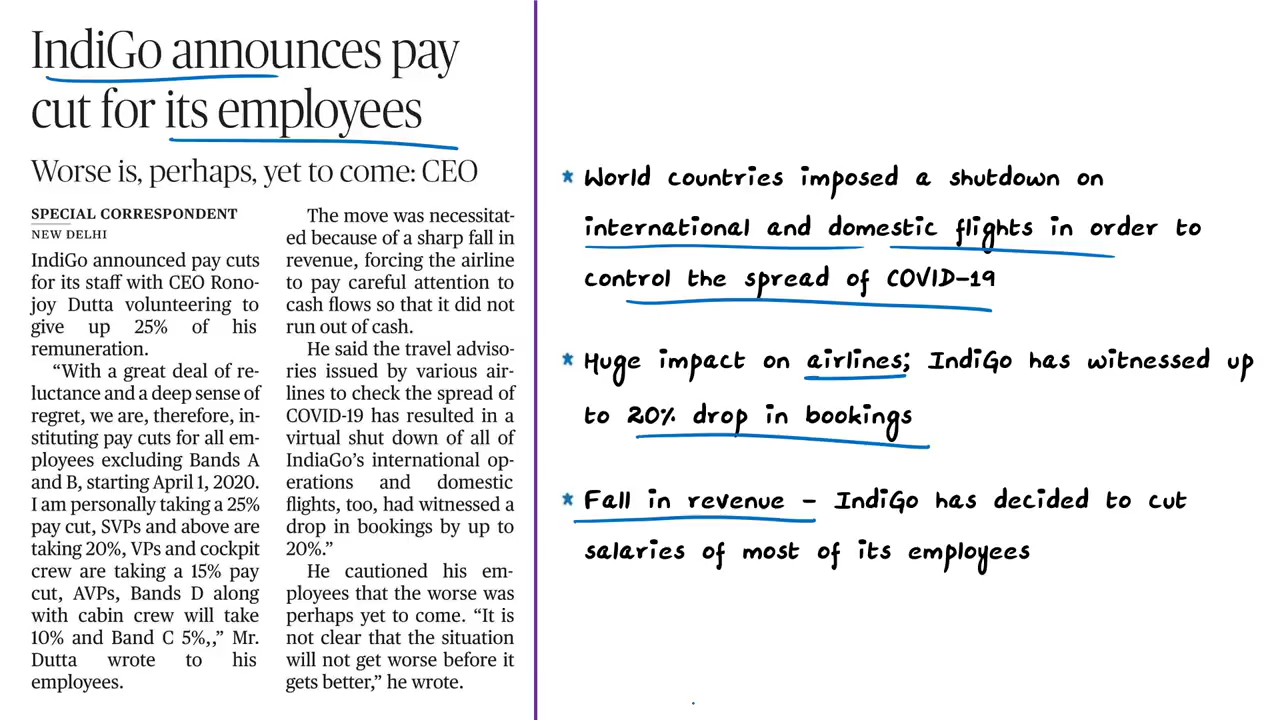 IndiGo announces pay
cut for its employees
Worse is, perhaps, yet to come: CEO
SPECIAL CORRESPONDENT
NEW DELHI
IndiGo announced pay cuts
for its staff with CEO Rono-
joy Dutta volunteering to
give up 25% of his
remuneration.
“With a great deal of re-
luctance and a deep sense of
regret, we are, therefore, in-
stituting pay cuts for all em-
ployees excluding Bands A
and B, starting April 1, 2020.
I am personally taking a 25%
pay cut, SVPs and above are
taking 20%, VPs and cockpit
crew are taking a 15% pay
cut, AVPs, Bands D along
with cabin crew will take
10% and Band C 5%,,” Mr.
Dutta wrote to his
employees.
The move was necessitat-
ed because of a sharp fall in
revenue, forcing the airline
to pay careful attention to
cash flows so that it did not
run out of cash.
He said the travel adviso-
ries issued by various air-
lines to check the spread of
COVID-19 has resulted in a
virtual shut down of all of
IndiaGo’s international op-
erations and domestic
flights, too, had witnessed a
drop in bookings by up to
20%.”
He cautioned his em-
ployees that the worse was
perhaps yet to come. “It is
not clear that the situation
will not get worse before it
gets better,” he wrote.
* World countries imposed a shutdown on
international and domestic flights in order to
control the spread of COVID-19
* Huge impact on airlines; IndiGo has witnessed up
to 20% drop in bookings
* Fall in revenue - IndiGo has decided to cut
salaries of most of its employees